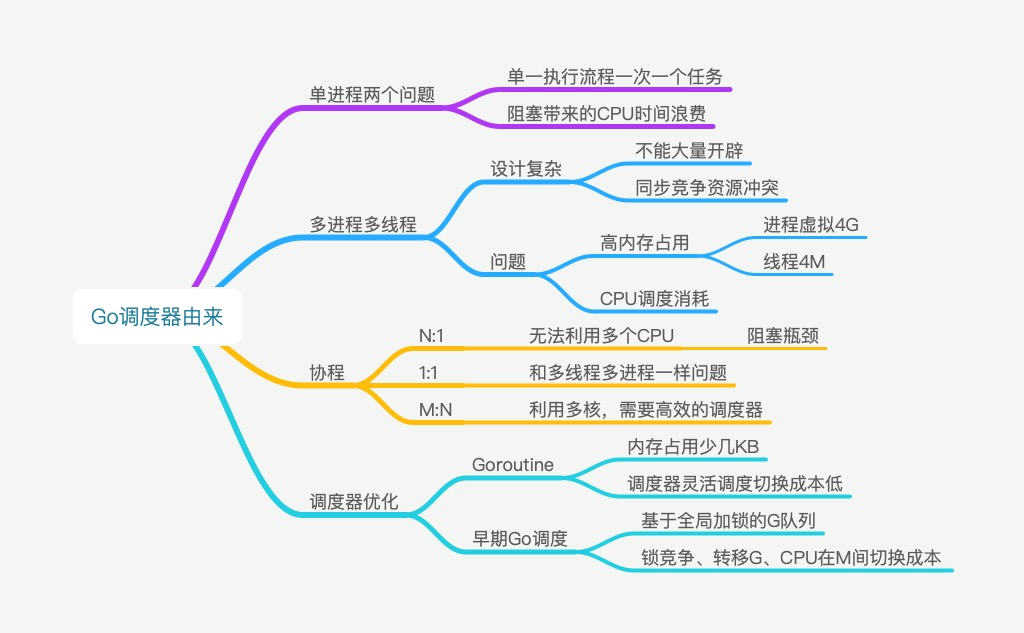 Go调度器由来
单进程两个问题
单一执行流程一次一个任务
阻塞带来的CPU时间浪费
多进程多线程
设计复杂
不能大量开辟
同步竞争资源冲突
问题
高内存占用
进程虚拟4G
线程4M
CPU调度消耗
协程
N:1
无法利用多个CPU
阻塞瓶颈
1:1
和多线程多进程一样问题
M:N
利用多核，需要高效的调度器
调度器优化
Goroutine
内存占用少几KB
调度器灵活调度切换成本低
早期Go调度
基于全局加锁的G队列
锁竞争、转移G、CPU在M间切换成本